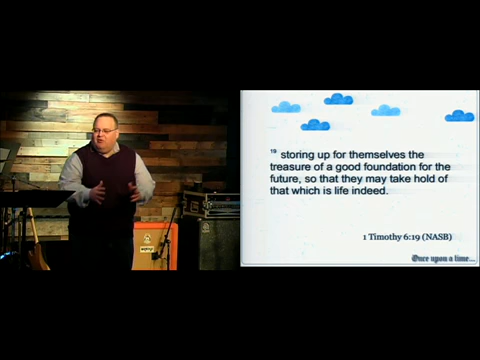 19 storing up for themselves the
treasure of a good foundation for the
future, so that they may take hold of
that which is life indeed.
1 Timothy 6:19 (NASB)
Once upon a time...